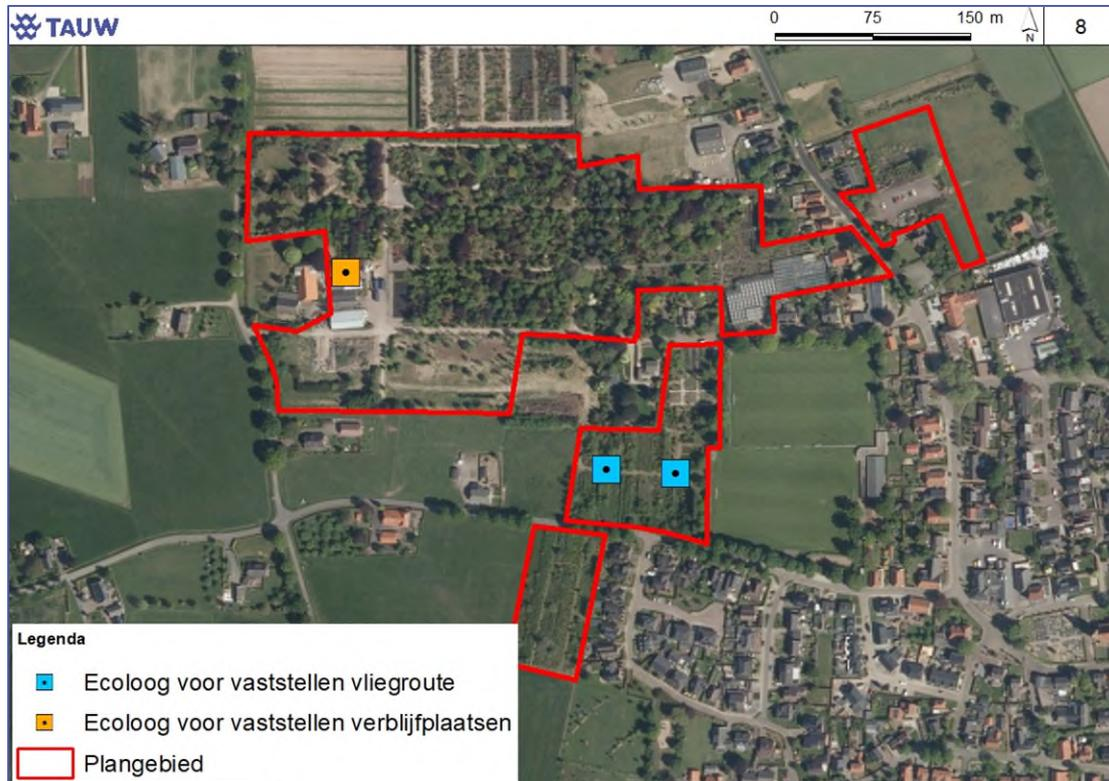 TAUW
0 75 150 m
N
8
Legenda
Ecoloog voor vaststellen vliegroute
Ecoloog voor vaststellen verblijfplaatsen
Plangebied